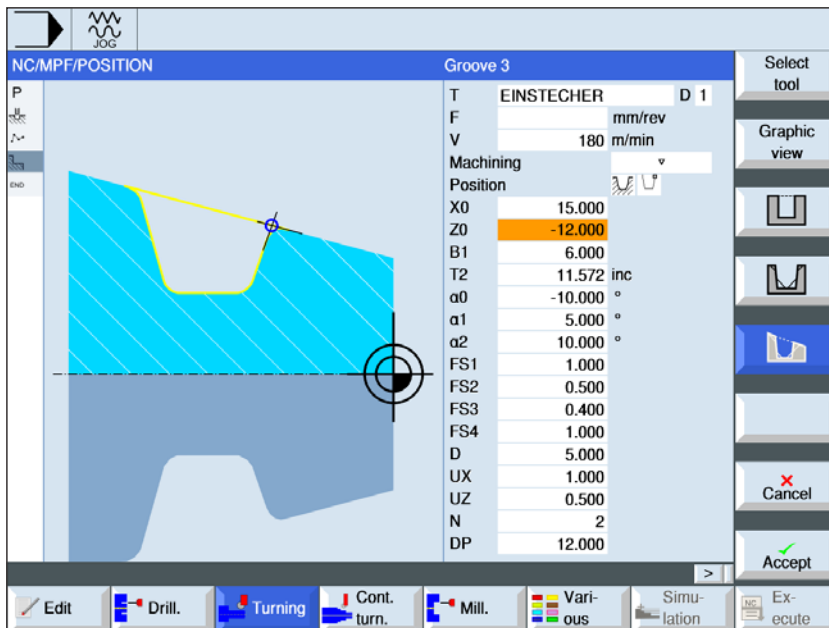 JOG
NC/MPF/POSITION
Groove 3
Select tool
P
END
T EINSTECHER D 1
F mm/rev
V 180 m/min
Machining ▿
Position
X0 15.000
Z0 -12.000
B1 6.000
T2 11.572 inc
α0 -10.000 °
α1 5.000 °
α2 10.000 °
FS1 1.000
FS2 0.500
FS3 0.400
FS4 1.000
D 5.000
UX 1.000
UZ 0.500
N 2
DP 12.000
Graphic view
Cancel
Accept
>
Edit
Drill.
Turning
Cont. turn.
Mill.
Vari- ous
Simu- lation
NC
Ex- ecute